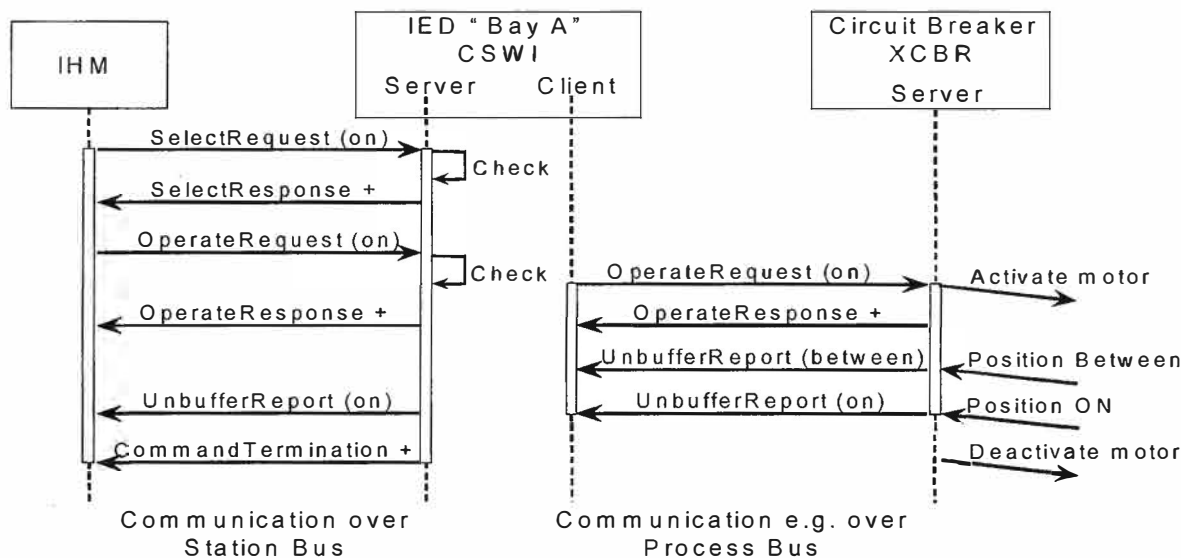 IHM
IED “Bay A”
CSWI
Server Client
Circuit Breaker
XCBR
Server
SelectRequest (on)
Check
SelectResponse +
OperateRequest (on)
Check
OperateRequest (on)
Activate motor
OperateResponse +
OperateResponse +
UnbufferReport (between)
Position Between
UnbufferReport (on)
UnbufferReport (on)
Position ON
CommandTermination +
Deactivate motor
Communication over
Station Bus
Communication e.g. over
Process Bus